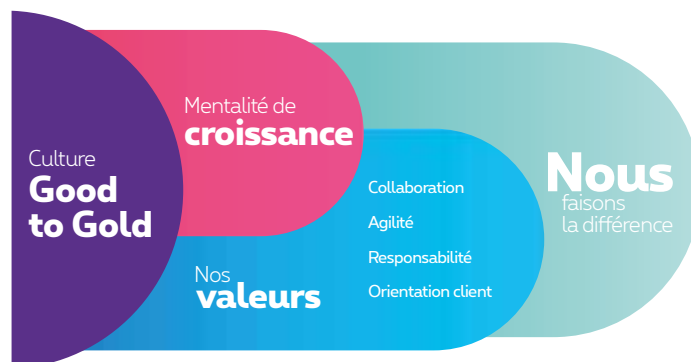 Culture
Good
to Gold
Mentalité de
croissance
Nos
valeurs
Collaboration
Agilité
Responsabilité
Orientation client
Nous
faisons
la différence